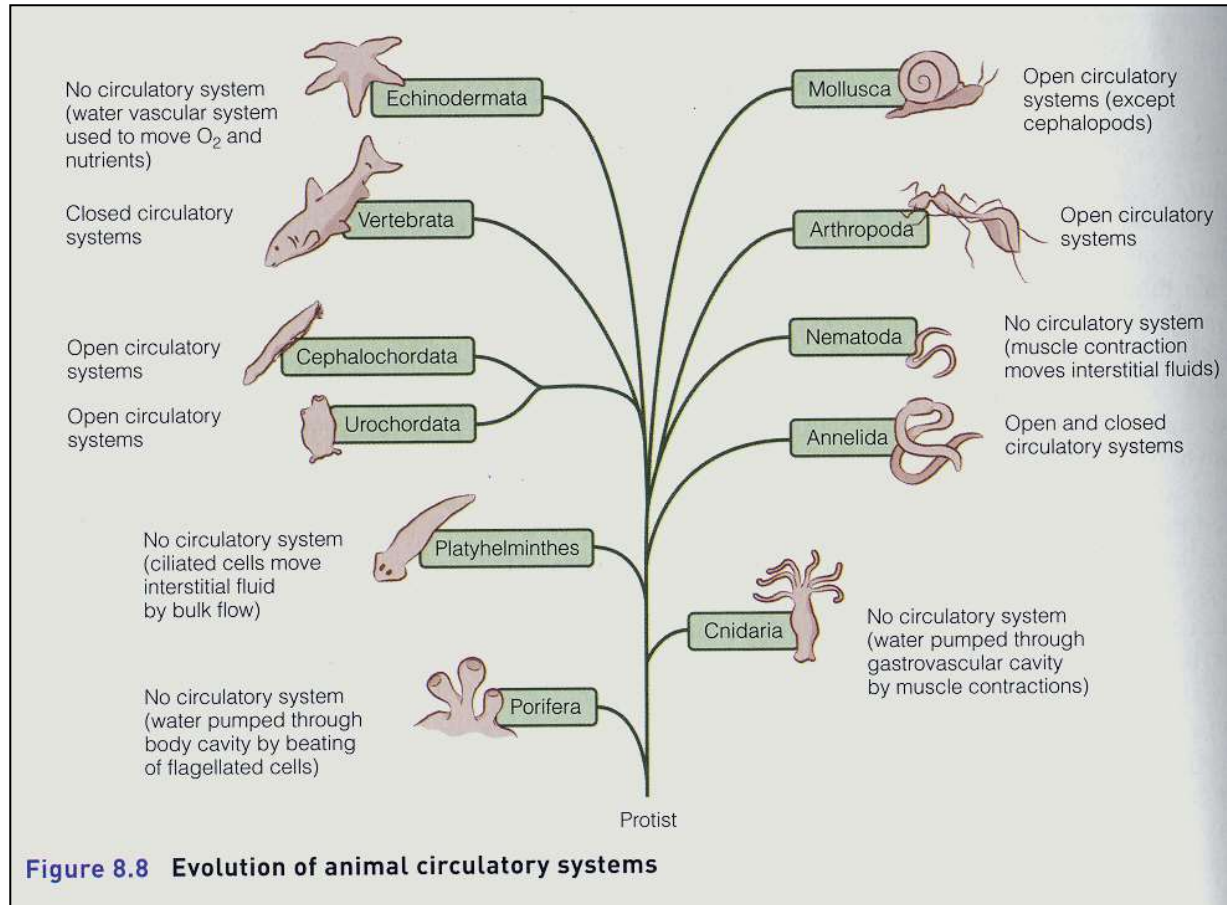 No circulatory system
(water vascular system
used to move O₂ and
nutrients)
Echinodermata
Closed circulatory
systems
Vertebrata
Open circulatory
systems
Cephalochordata
Open circulatory
systems
Urochordata
No circulatory system
(ciliated cells move
interstitial fluid
by bulk flow)
Platyhelminthes
No circulatory system
(water pumped through
body cavity by beating
of flagellated cells)
Porifera
Mollusca
Open circulatory
systems (except
cephalopods)
Arthropoda
Open circulatory
systems
Nematoda
No circulatory system
(muscle contraction
moves interstitial fluids)
Annelida
Open and closed
circulatory systems
Cnidaria
No circulatory system
(water pumped through
gastrovascular cavity
by muscle contractions)
Protist
Figure 8.8 Evolution of animal circulatory systems